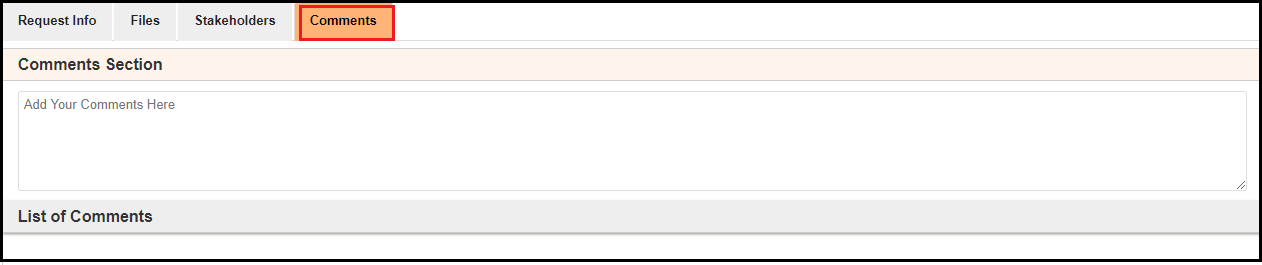 Request Info Files Stakeholders Comments
Comments Section
Add Your Comments Here
List of Comments